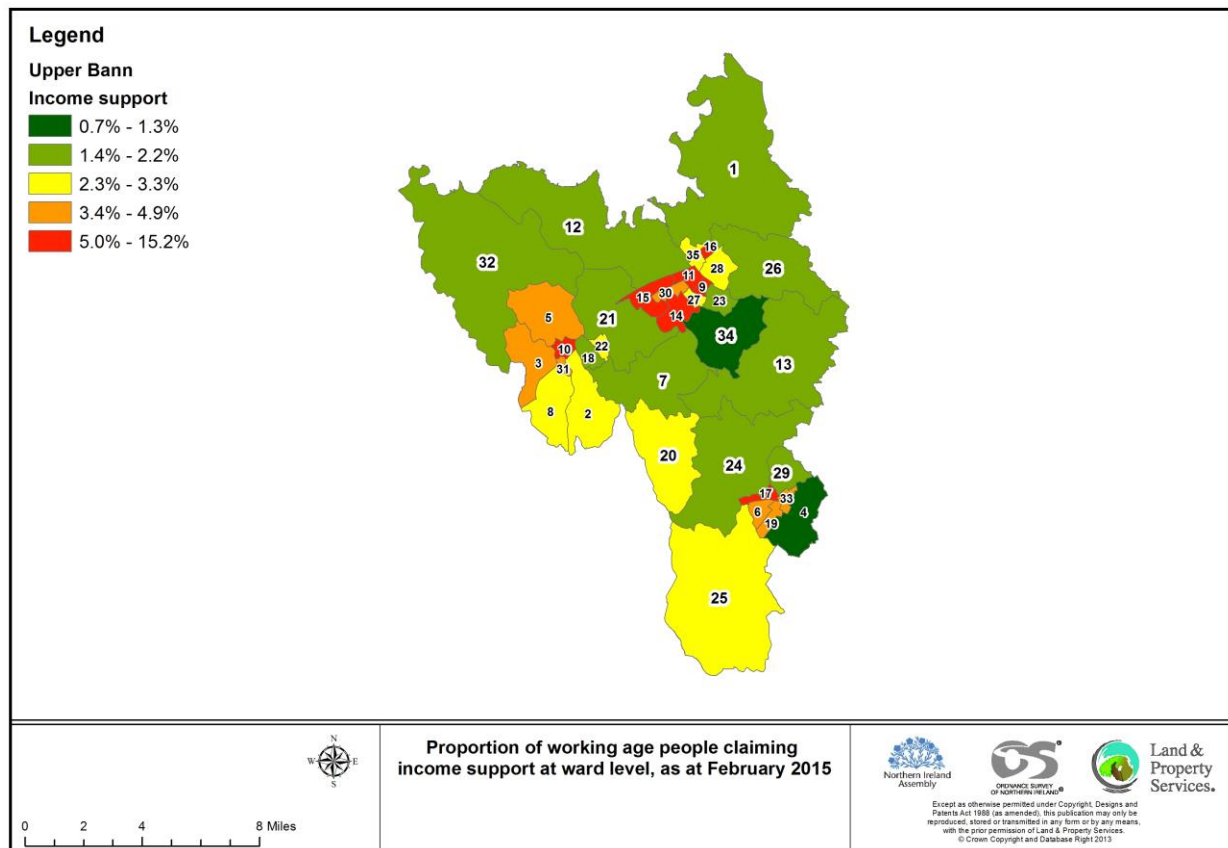 Legend
Upper Bann
Income support
0.7% - 1.3%
1.4% - 2.2%
2.3% - 3.3%
3.4% - 4.9%
5.0% - 15.2%
1
12
32
16
35
28
26
11
9
30
15
27
23
14
5
21
34
22
10
18
3
31
13
7
8
2
20
24
29
17
33
6
4
19
25
N
W
E
S
0 2 4 8 Miles
Proportion of working age people claiming
income support at ward level, as at February 2015
Northern Ireland
Assembly
OS®
ORDNANCE SURVEY
OF NORTHERN IRELAND®
Land &
Property
Services.
Except as otherwise permitted under Copyright, Designs and
Patents Act 1988 (as amended), this publication may only be
reproduced, stored or transmitted in any form or by any means,
with the prior permission of Land & Property Services.
© Crown Copyright and Database Right 2013